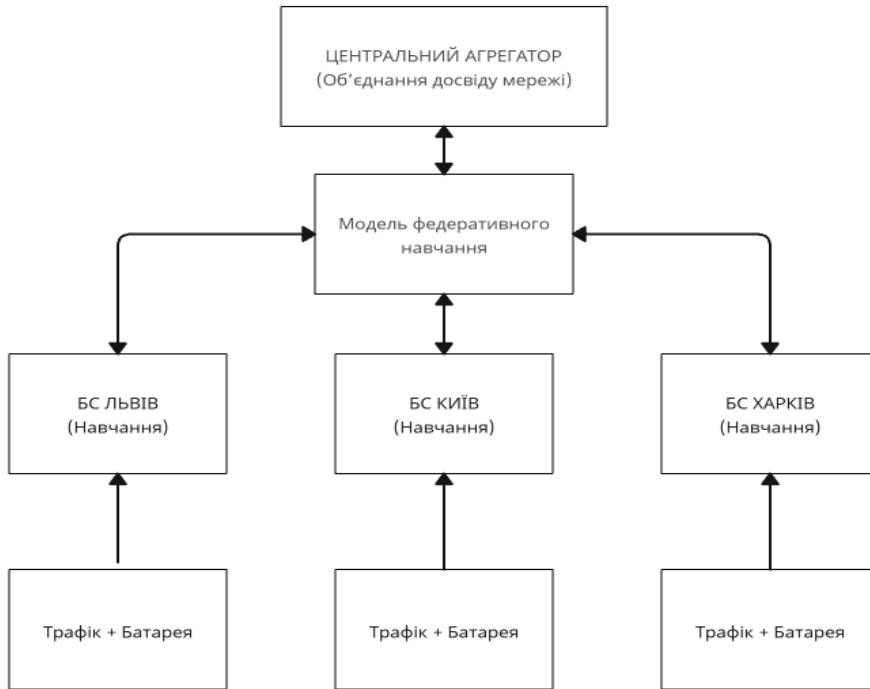 ЦЕНТРАЛЬНИЙ АГРЕГАТОР
(Об’єднання досвіду мережі)
Модель федеративного
навчання
БС ЛЬВІВ
(Навчання)
БС КИЇВ
(Навчання)
БС ХАРКІВ
(Навчання)
Трафік + Батарея
Трафік + Батарея
Трафік + Батарея